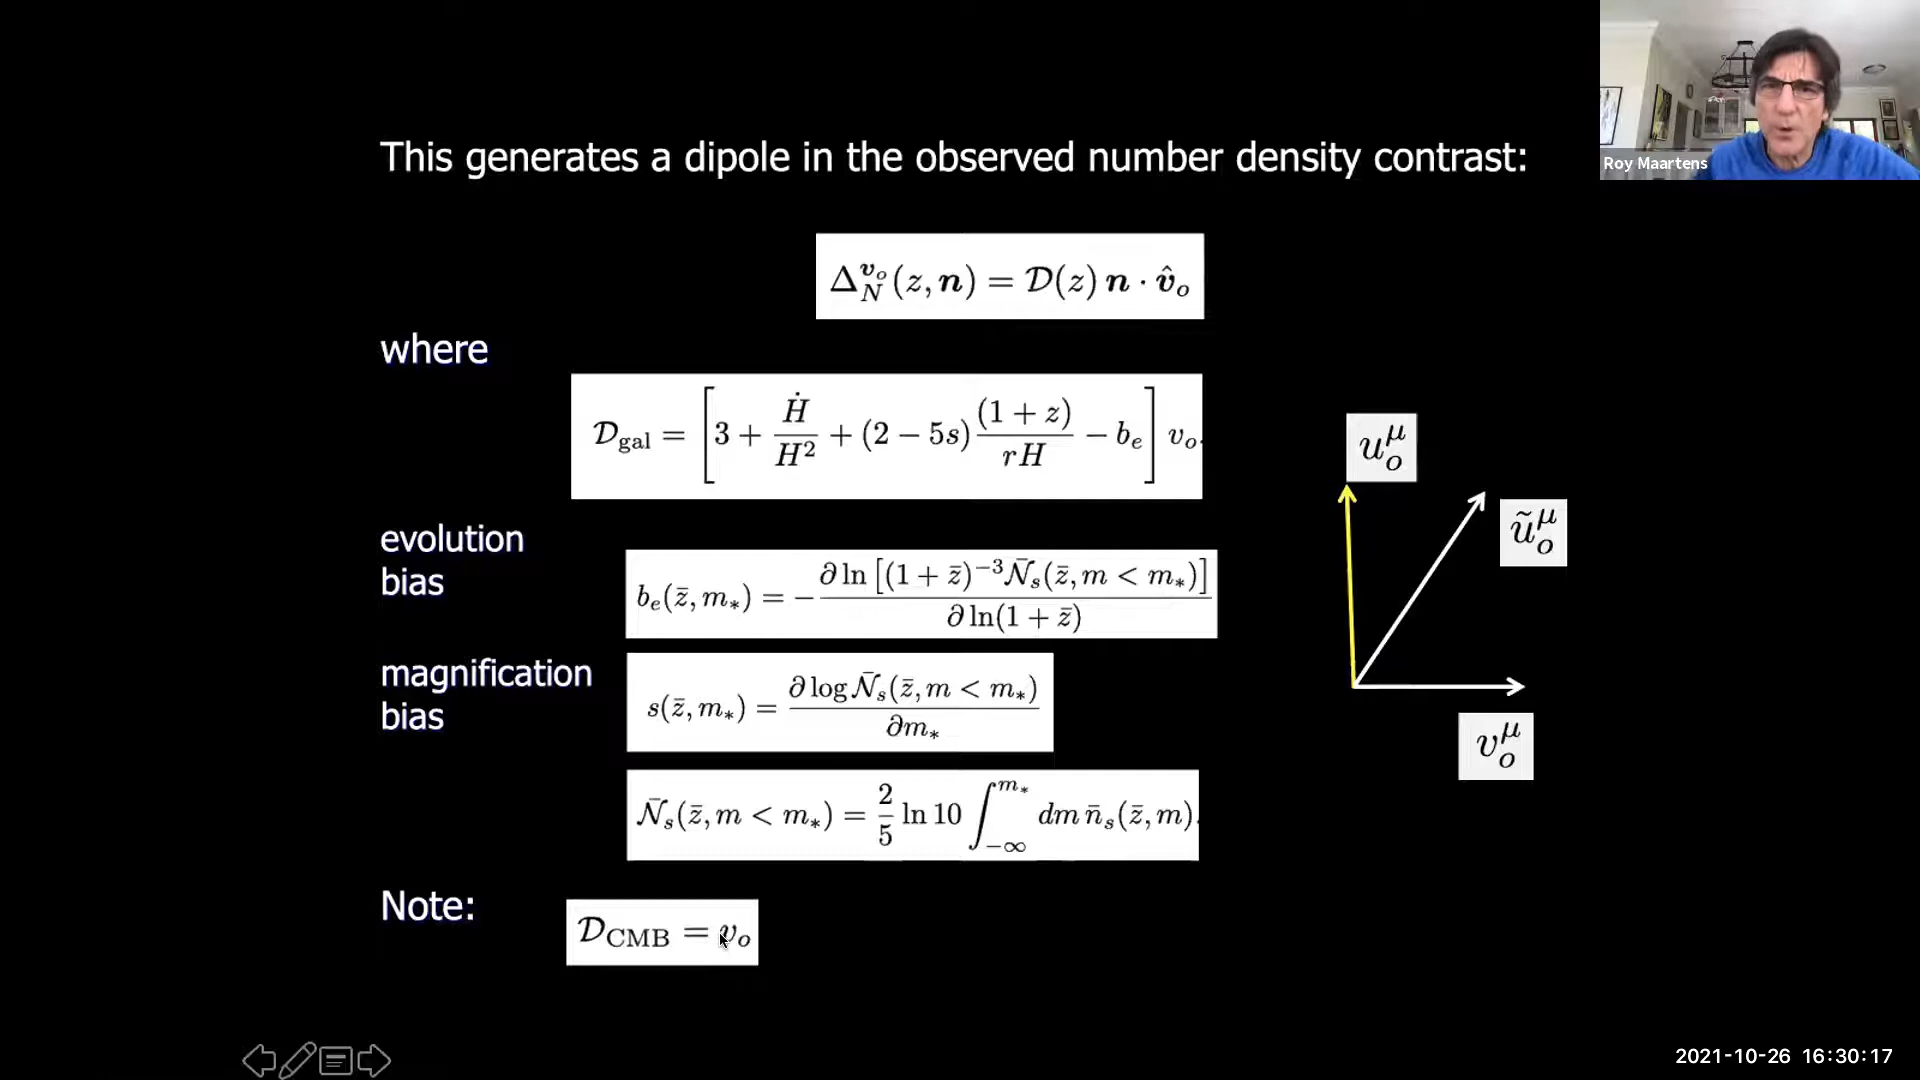 Roy Maartens
This generates a dipole in the observed number density contrast:
Δ_N^{v_o}(z, n) = 𝒟(z) n · v̂_o
where
𝒟_gal = [3 + Ḣ/H² + (2 − 5s) (1 + z)/(rH) − b_e] v_o.
u_o^μ
ũ_o^μ
evolution
bias
b_e(z̄, m_*) = − ∂ ln [(1 + z̄)^{−3} 𝒩̄_s(z̄, m < m_*)] / ∂ ln(1 + z̄)
magnification
bias
s(z̄, m_*) = ∂ log 𝒩̄_s(z̄, m < m_*) / ∂m_*
v_o^μ
𝒩̄_s(z̄, m < m_*) = 2/5 ln 10 ∫_{−∞}^{m_*} dm n̄_s(z̄, m).
Note:
𝒟_CMB = v_o
2021-10-26 16:30:17